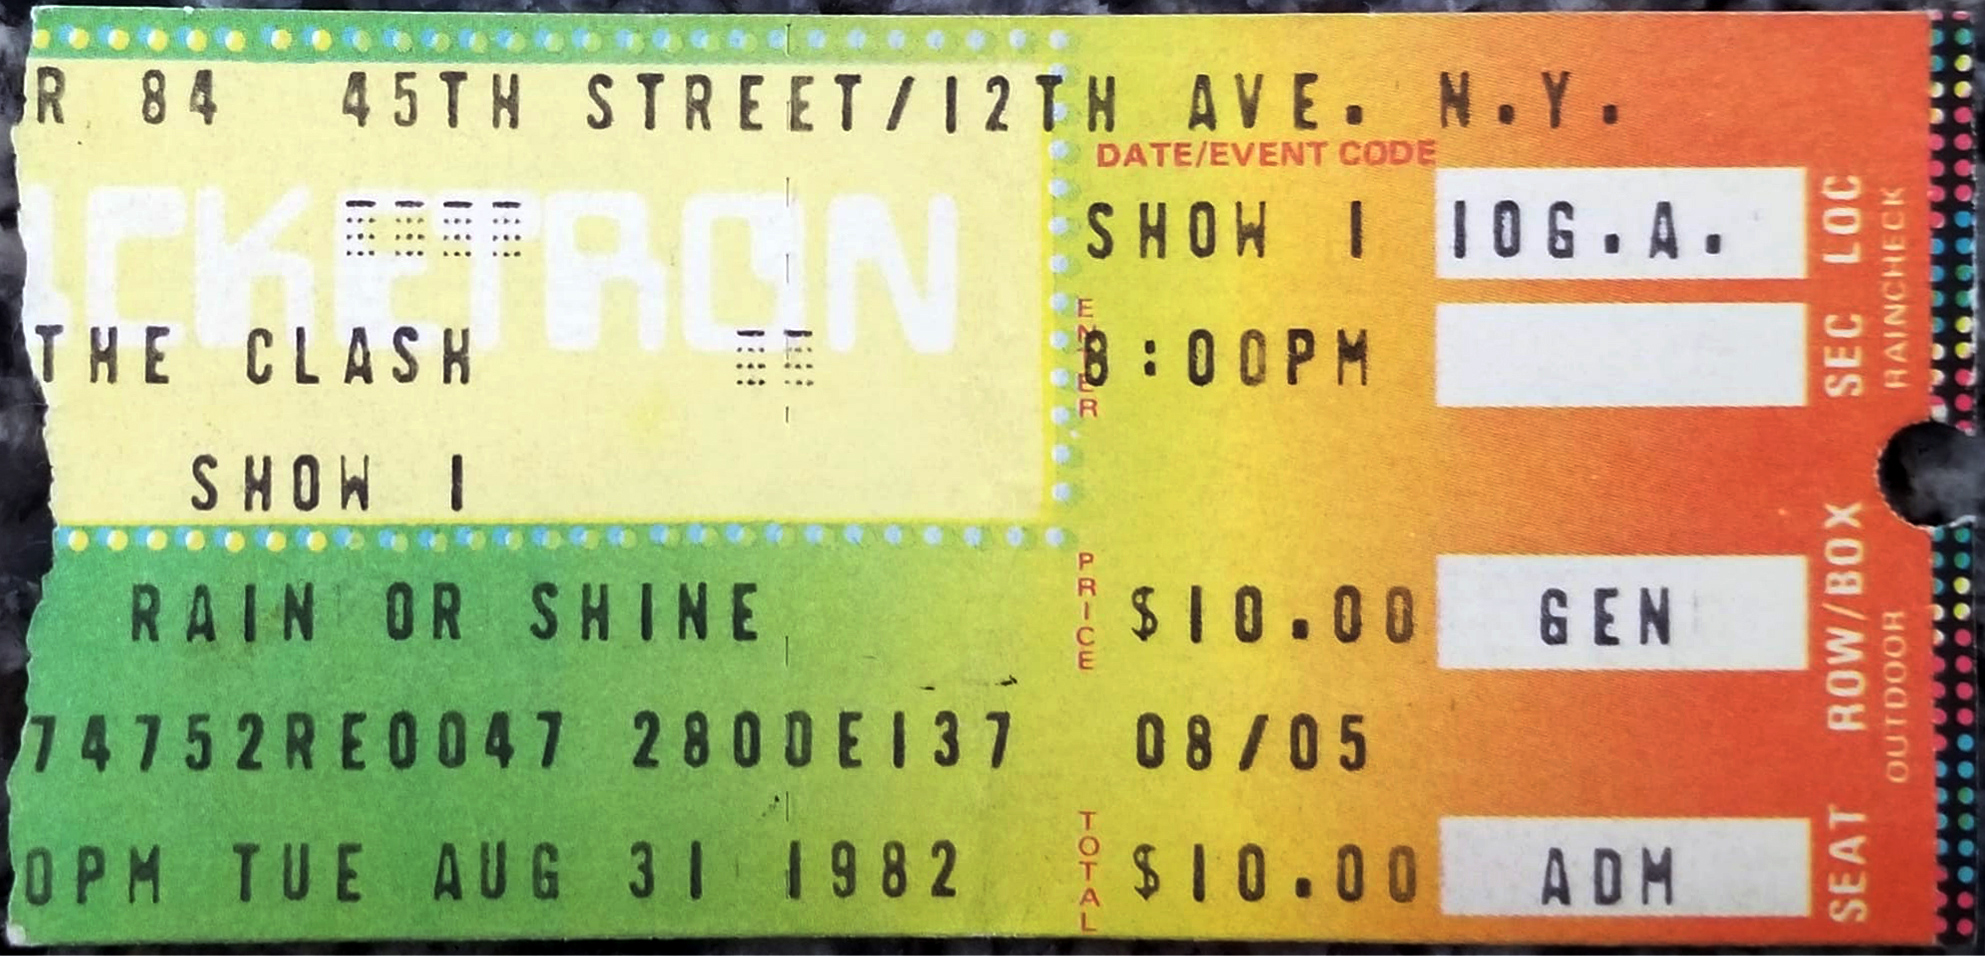 R 84 45TH STREET/12TH AVE. N.Y.
DATE/EVENT CODE
CKETRON
SHOW 1 10G.A.
THE CLASH
ENTER
8:00PM
SHOW 1
RAIN OR SHINE
PRICE
$10.00 GEN
74752RE0047 2800E137 08/05
0PM TUE AUG 31 1982
TOTAL
$10.00 ADM
SEC LOC
RAINCHECK
ROW/BOX
OUTDOOR
SEAT